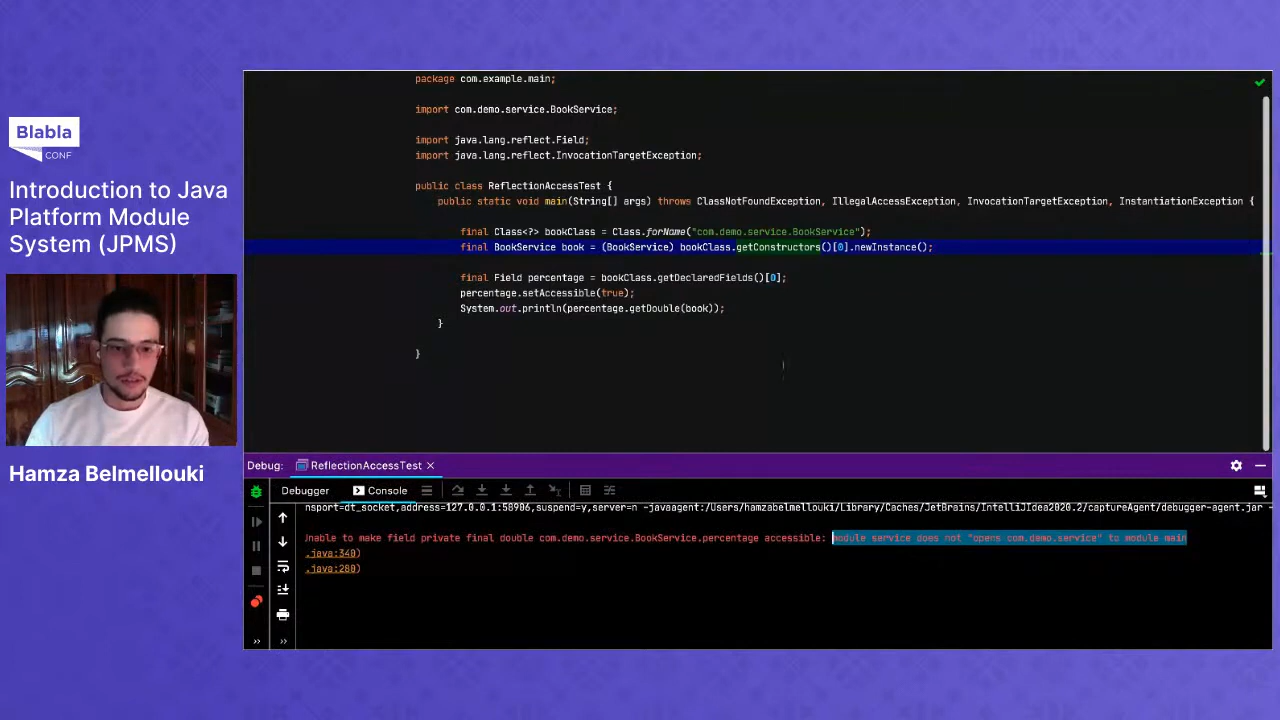 Blabla
CONF
Introduction to Java
Platform Module
System (JPMS)
Hamza Belmellouki
package com.example.main;
import com.demo.service.BookService;
import java.lang.reflect.Field;
import java.lang.reflect.InvocationTargetException;
public class ReflectionAccessTest {
public static void main(String[] args) throws ClassNotFoundException, IllegalAccessException, InvocationTargetException, InstantiationException {
final Class<?> bookClass = Class.forName("com.demo.service.BookService");
final BookService book = (BookService) bookClass.getConstructors()[0].newInstance();
final Field percentage = bookClass.getDeclaredFields()[0];
percentage.setAccessible(true);
System.out.println(percentage.getDouble(book));
}
}
Debug: ReflectionAccessTest
Debugger Console
nsport=dt_socket,address=127.0.0.1:58906,suspend=y,server=n -javaagent:/Users/hamzabelmellouki/Library/Caches/JetBrains/IntelliJIdea2020.2/captureAgent/debugger-agent.jar -
Unable to make field private final double com.demo.service.BookService.percentage accessible: module service does not "opens com.demo.service" to module main
.java:340)
.java:280)